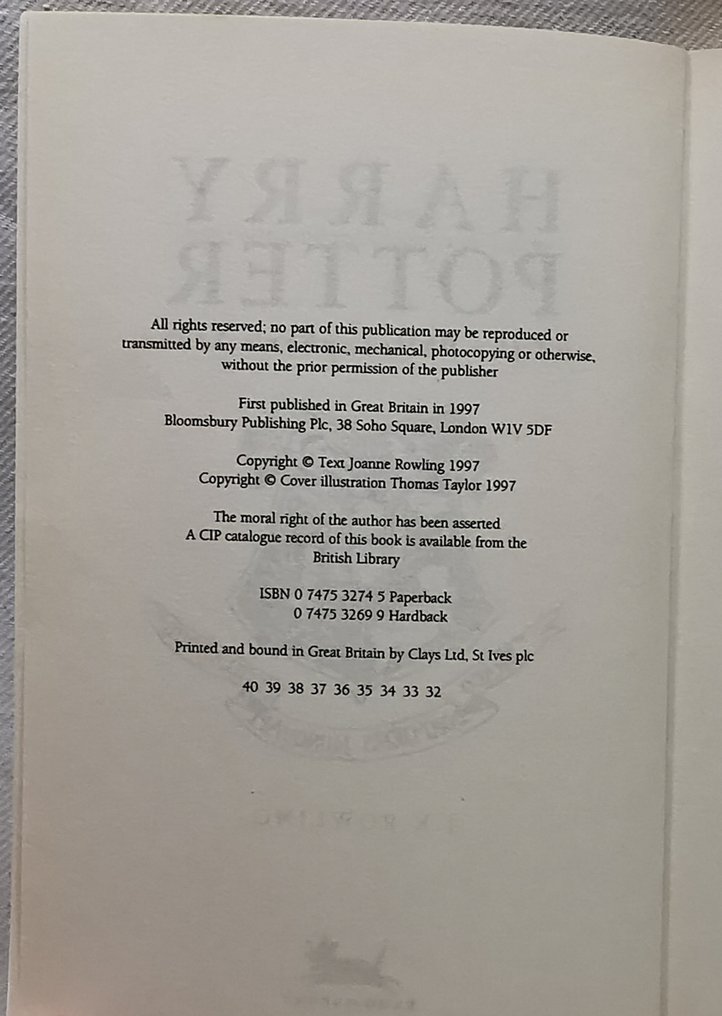 HARRY
POTTER
All rights reserved; no part of this publication may be reproduced or
transmitted by any means, electronic, mechanical, photocopying or otherwise,
without the prior permission of the publisher
First published in Great Britain in 1997
Bloomsbury Publishing Plc, 38 Soho Square, London W1V 5DF
Copyright © Text Joanne Rowling 1997
Copyright © Cover illustration Thomas Taylor 1997
The moral right of the author has been asserted
A CIP catalogue record of this book is available from the
British Library
ISBN 0 7475 3274 5 Paperback
0 7475 3269 9 Hardback
Printed and bound in Great Britain by Clays Ltd, St Ives plc
40 39 38 37 36 35 34 33 32
ROWLING